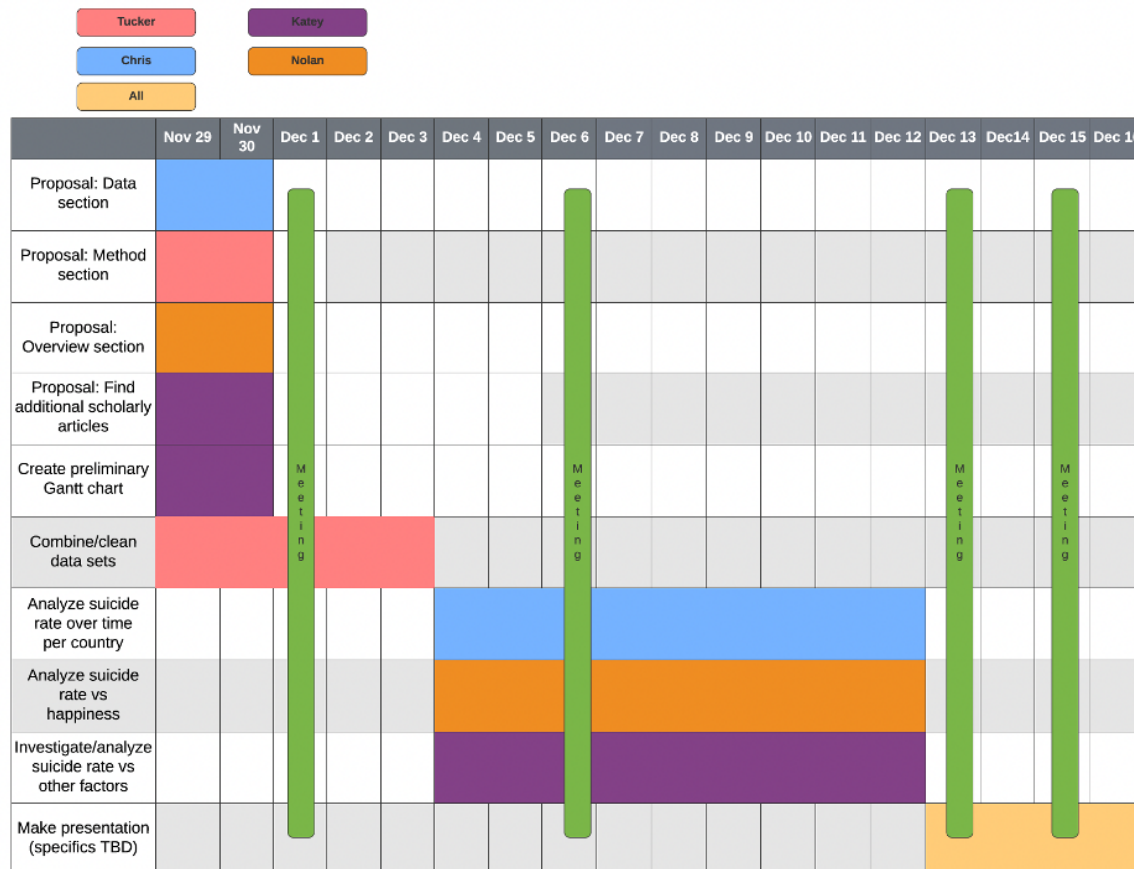 Tucker
Katey
Chris
Nolan
All
Nov 29
Nov
30
Dec 1
Dec 2
Dec 3
Dec 4
Dec 5
Dec 6
Dec 7
Dec 8
Dec 9
Dec 10
Dec 11
Dec 12
Dec 13
Dec14
Dec 15
Dec 16
Proposal: Data
section
Proposal: Method
section
Proposal:
Overview section
Proposal: Find
additional scholarly
articles
Create preliminary
Gantt chart
Meeting
Meeting
Meeting
Meeting
Combine/clean
data sets
Analyze suicide
rate over time
per country
Analyze suicide
rate vs
happiness
Investigate/analyze
suicide rate vs
other factors
Make presentation
(specifics TBD)